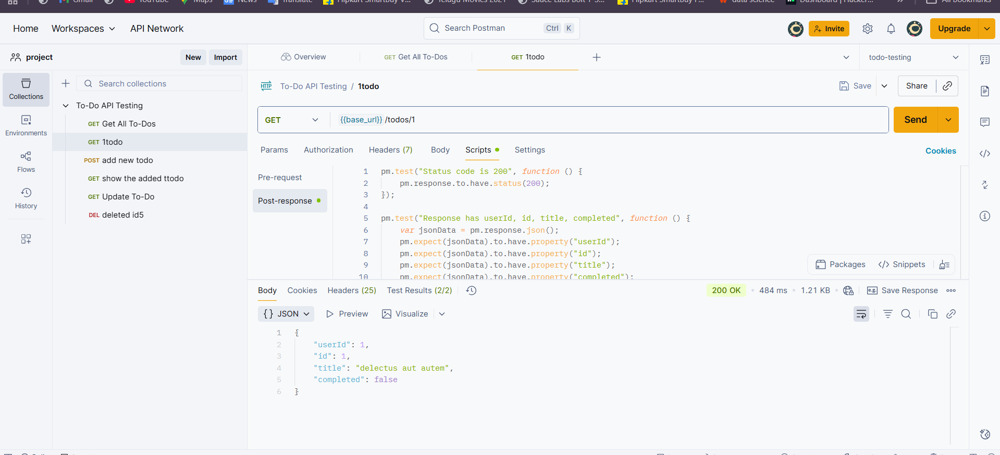 Gmail YouTube Maps News Translate Flipkart SmartBuy V... Telugu Movies 2021 Sauce Labs Bolt T-S... Flipkart SmartBuy data science Dashboard | Hacker... » All Bookmarks
Home Workspaces API Network Search Postman Ctrl K Invite Upgrade
project New Import Overview GET Get All To-Dos GET 1todo todo-testing
Search collections
Collections
HTTP To-Do API Testing / 1todo Save Share
To-Do API Testing
GET Get All To-Dos
GET 1todo
POST add new todo
GET show the added ttodo
GET Update To-Do
DEL deleted id5
Environments
Flows
History
GET {{base_url}} /todos/1 Send
Params Authorization Headers (7) Body Scripts Settings Cookies
Pre-request
Post-response
1 pm.test("Status code is 200", function () {
2 pm.response.to.have.status(200);
3 });
4
5 pm.test("Response has userId, id, title, completed", function () {
6 var jsonData = pm.response.json();
7 pm.expect(jsonData).to.have.property("userId");
8 pm.expect(jsonData).to.have.property("id");
9 pm.expect(jsonData).to.have.property("title");
10 pm.expect(jsonData).to.have.property("completed");
Packages Snippets
Body Cookies Headers (25) Test Results (2/2) 200 OK 484 ms 1.21 KB e.g. Save Response
{} JSON Preview Visualize
1 {
2 "userId": 1,
3 "id": 1,
4 "title": "delectus aut autem",
5 "completed": false
6 }